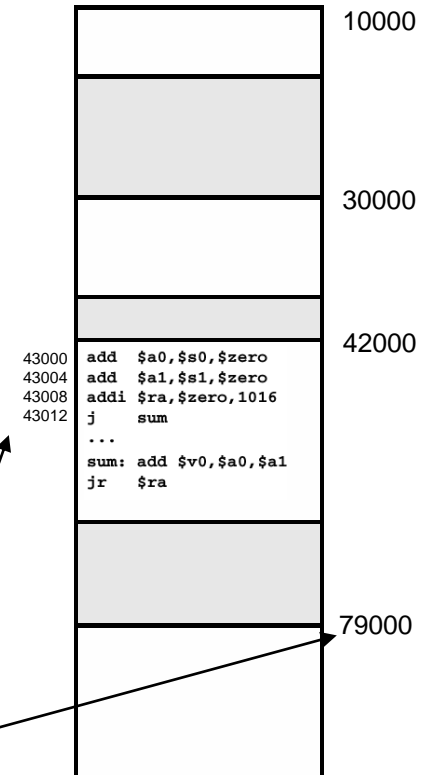 10000
30000
42000
43000 add $a0,$s0,$zero
43004 add $a1,$s1,$zero
43008 addi $ra,$zero,1016
43012 j sum
...
sum: add $v0,$a0,$a1
jr $ra
79000